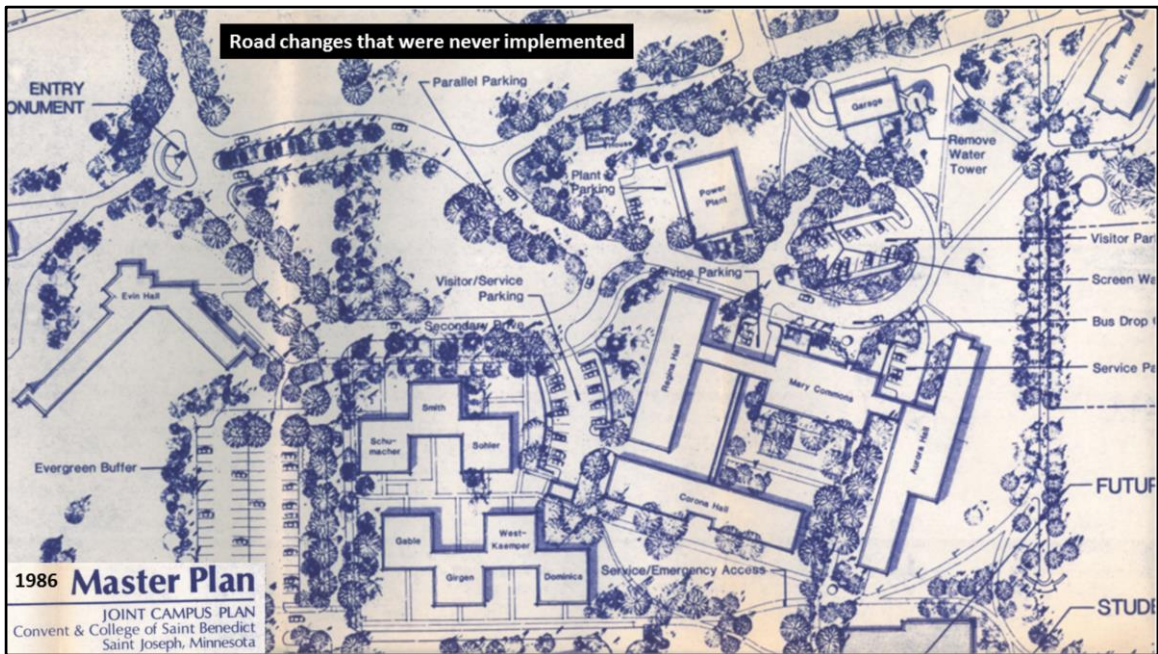 Road changes that were never implemented
ENTRY
ONUMENT
Parallel Parking
Garage
St. Teresa
Remove
Water
Tower
Plant
Parking
Power
Plant
Visitor Par
Screen Wa
Service Parking
Visitor/Service
Parking
Evin Hall
Bus Drop
Secondary Drive
Regina Hall
Mary Commons
Service Pa
Smith
Schu-
macher
Sohler
Aurora Hall
Evergreen Buffer
Corona Hall
FUTUR
Gable
West-
Kaemper
Girgen
Dominica
Service/Emergency Access
1986 Master Plan
JOINT CAMPUS PLAN
Convent & College of Saint Benedict
Saint Joseph, Minnesota
STUDE